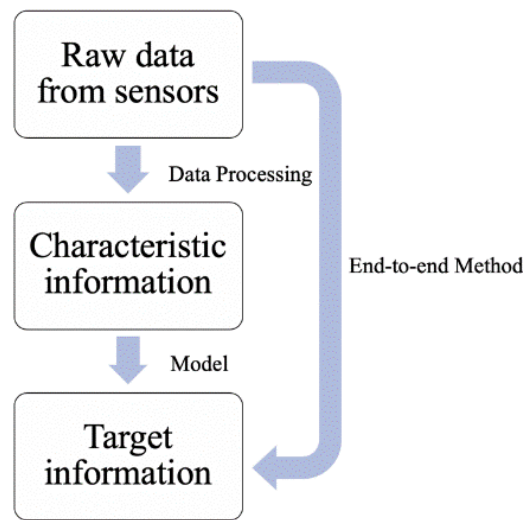 Raw data
from sensors
Data Processing
Characteristic
information
End-to-end Method
Model
Target
information